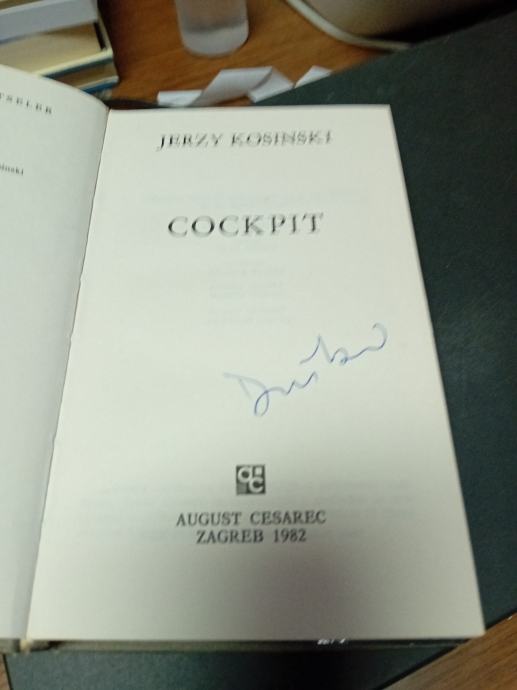 JERZY KOSINSKI
COCKPIT
AUGUST CESAREC
ZAGREB 1982